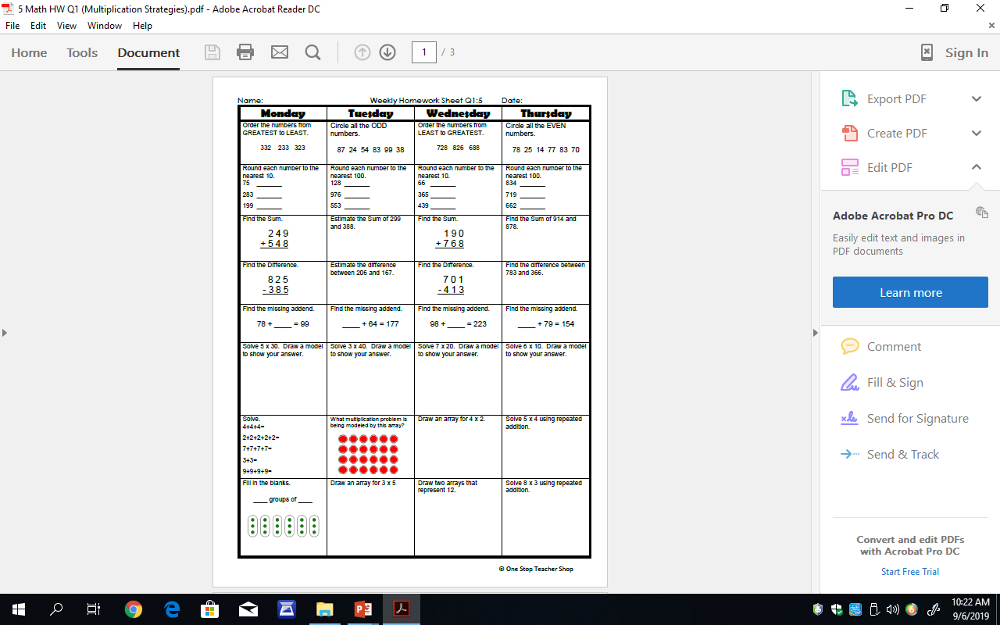 5 Math HW Q1 (Multiplication Strategies).pdf - Adobe Acrobat Reader DC
File Edit View Window Help
Home Tools Document 1 / 3 Sign In
Name: Weekly Homework Sheet Q1:5 Date:
Monday Tuesday Wednesday Thursday
Order the numbers from
GREATEST to LEAST.
332 233 323
Circle all the ODD
numbers.
87 24 54 83 99 38
Order the numbers from
LEAST to GREATEST.
728 826 688
Circle all the EVEN
numbers.
78 25 14 77 83 70
Round each number to the
nearest 10.
75 ______
283 ______
199 ______
Round each number to the
nearest 100.
128 ______
976 ______
553 ______
Round each number to the
nearest 10.
66 ______
365 ______
439 ______
Round each number to the
nearest 100.
834 ______
719 ______
662 ______
Find the Sum.
249
+548
Estimate the Sum of 299
and 388.
Find the Sum.
190
+768
Find the Sum of 914 and
878.
Find the Difference.
825
-385
Estimate the difference
between 206 and 167.
Find the Difference.
701
-413
Find the difference between
783 and 366.
Find the missing addend.
78 + ____ = 99
Find the missing addend.
____ + 64 = 177
Find the missing addend.
98 + ____ = 223
Find the missing addend.
____ + 79 = 154
Solve 5 x 30. Draw a model
to show your answer.
Solve 3 x 40. Draw a model
to show your answer.
Solve 7 x 20. Draw a model
to show your answer.
Solve 6 x 10. Draw a model
to show your answer.
Solve.
4+4+4=
2+2+2+2+2=
7+7+7+7=
3+3=
9+9+9+9=
What multiplication problem is
being modeled by this array?
Draw an array for 4 x 2.
Solve 5 x 4 using repeated
addition.
Fill in the blanks.
____ groups of ____
Draw an array for 3 x 5
Draw two arrays that
represent 12.
Solve 8 x 3 using repeated
addition.
© One Stop Teacher Shop
Export PDF
Create PDF
Edit PDF
Adobe Acrobat Pro DC
Easily edit text and images in
PDF documents
Learn more
Comment
Fill & Sign
Send for Signature
Send & Track
Convert and edit PDFs
with Acrobat Pro DC
Start Free Trial
10:22 AM
9/6/2019